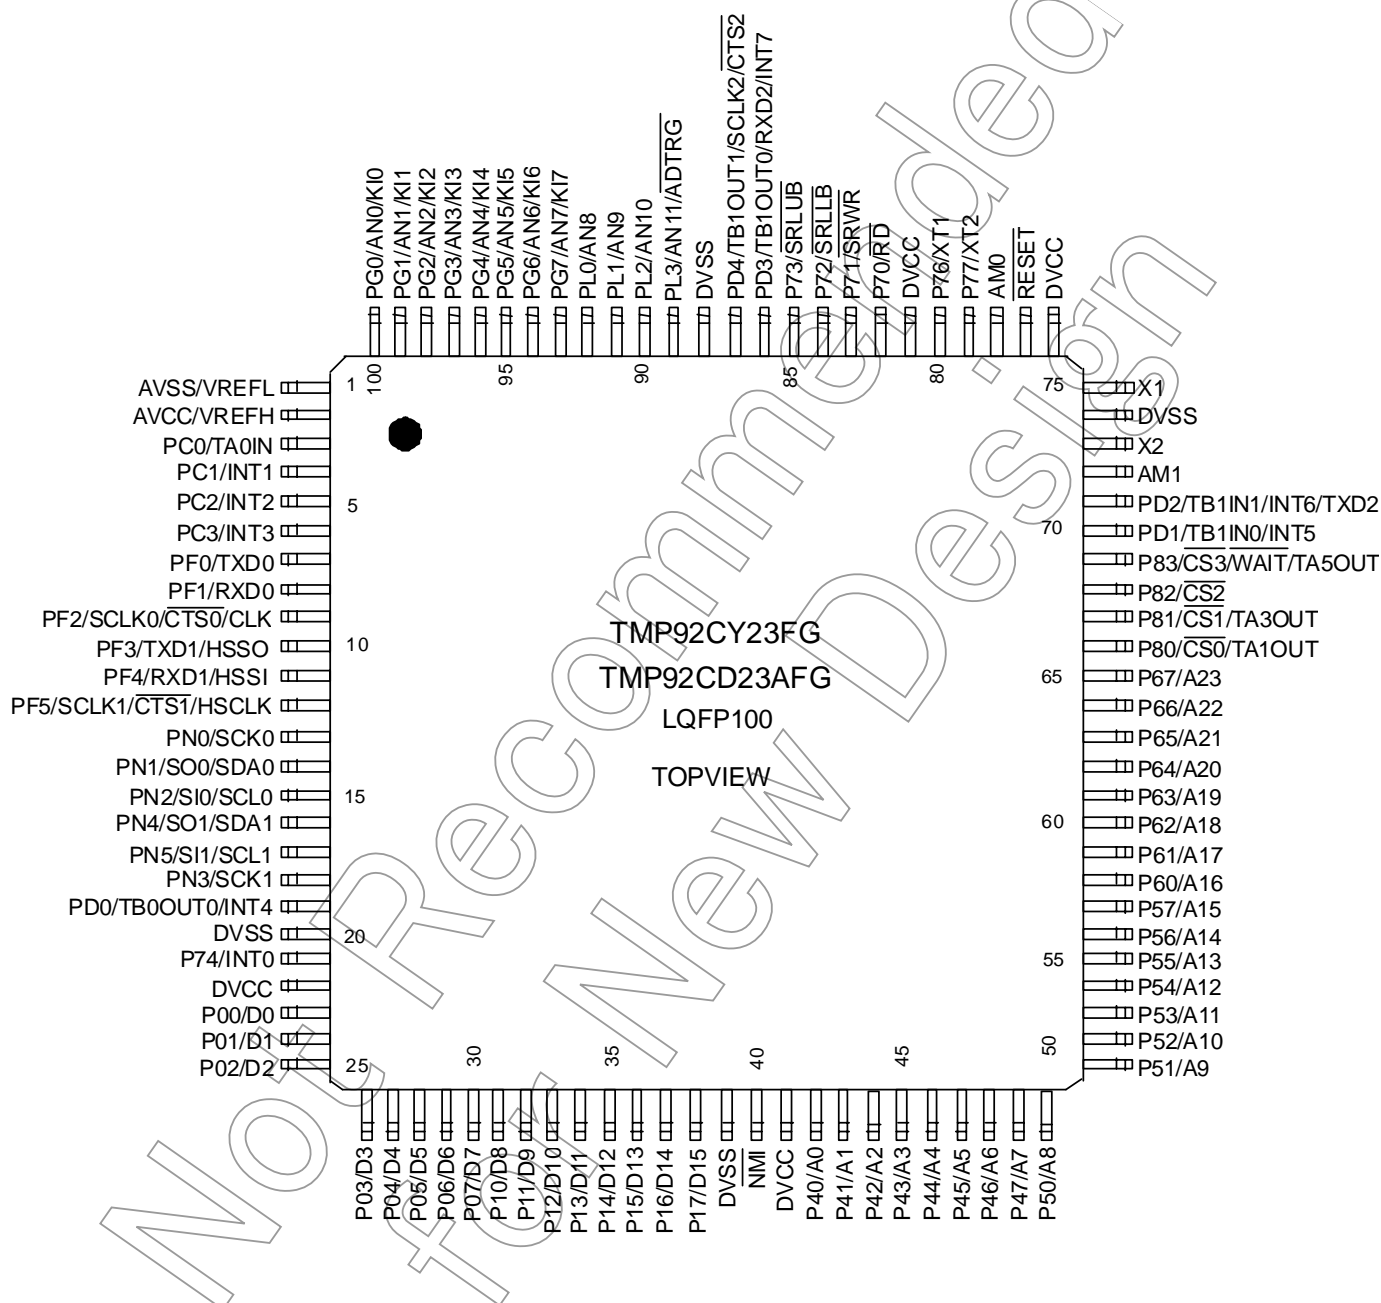 PG0/AN0/KI0
PG1/AN1/KI1
PG2/AN2/KI2
PG3/AN3/KI3
PG4/AN4/KI4
PG5/AN5/KI5
PG6/AN6/KI6
PG7/AN7/KI7
PL0/AN8
PL1/AN9
PL2/AN10
PL3/AN11/ADTRG
DVSS
PD4/TB1OUT1/SCLK2/CTS2
PD3/TB1OUT0/RXD2/INT7
P73/SRLUB
P72/SRLLB
P71/SRWR
P70/RD
DVCC
P76/XT1
P77/XT2
AM0
RESET
DVCC
100
95
90
85
80
AVSS/VREFL
AVCC/VREFH
PC0/TA0IN
PC1/INT1
PC2/INT2
PC3/INT3
PF0/TXD0
PF1/RXD0
PF2/SCLK0/CTS0/CLK
PF3/TXD1/HSSO
PF4/RXD1/HSSI
PF5/SCLK1/CTS1/HSCLK
PN0/SCK0
PN1/SO0/SDA0
PN2/SI0/SCL0
PN4/SO1/SDA1
PN5/SI1/SCL1
PN3/SCK1
PD0/TB0OUT0/INT4
DVSS
P74/INT0
DVCC
P00/D0
P01/D1
P02/D2
1
5
10
15
20
25
TMP92CY23FG
TMP92CD23AFG
LQFP100
TOPVIEW
75
70
65
60
55
50
X1
DVSS
X2
AM1
PD2/TB1IN1/INT6/TXD2
PD1/TB1IN0/INT5
P83/CS3/WAIT/TA5OUT
P82/CS2
P81/CS1/TA3OUT
P80/CS0/TA1OUT
P67/A23
P66/A22
P65/A21
P64/A20
P63/A19
P62/A18
P61/A17
P60/A16
P57/A15
P56/A14
P55/A13
P54/A12
P53/A11
P52/A10
P51/A9
30
35
40
45
P03/D3
P04/D4
P05/D5
P06/D6
P07/D7
P10/D8
P11/D9
P12/D10
P13/D11
P14/D12
P15/D13
P16/D14
P17/D15
DVSS
NMI
DVCC
P40/A0
P41/A1
P42/A2
P43/A3
P44/A4
P45/A5
P46/A6
P47/A7
P50/A8
Not Recommended
for New Design